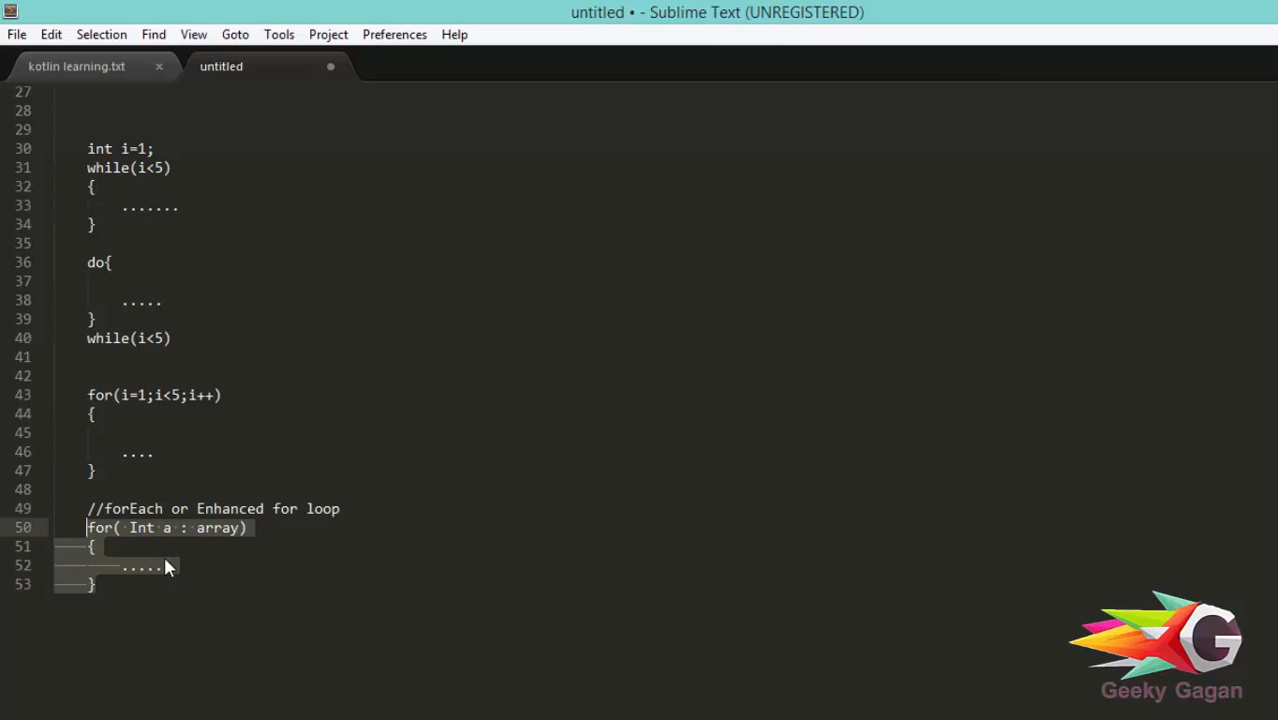 untitled • - Sublime Text (UNREGISTERED)
File Edit Selection Find View Goto Tools Project Preferences Help
kotlin learning.txt × untitled
27
28
29
30 int i=1;
31 while(i<5)
32 {
33 .......
34 }
35
36 do{
37
38 .....
39 }
40 while(i<5)
41
42
43 for(i=1;i<5;i++)
44 {
45
46 ....
47 }
48
49 //forEach or Enhanced for loop
50 for( Int a : array)
51 {
52 .....
53 }
G
Geeky Gagan